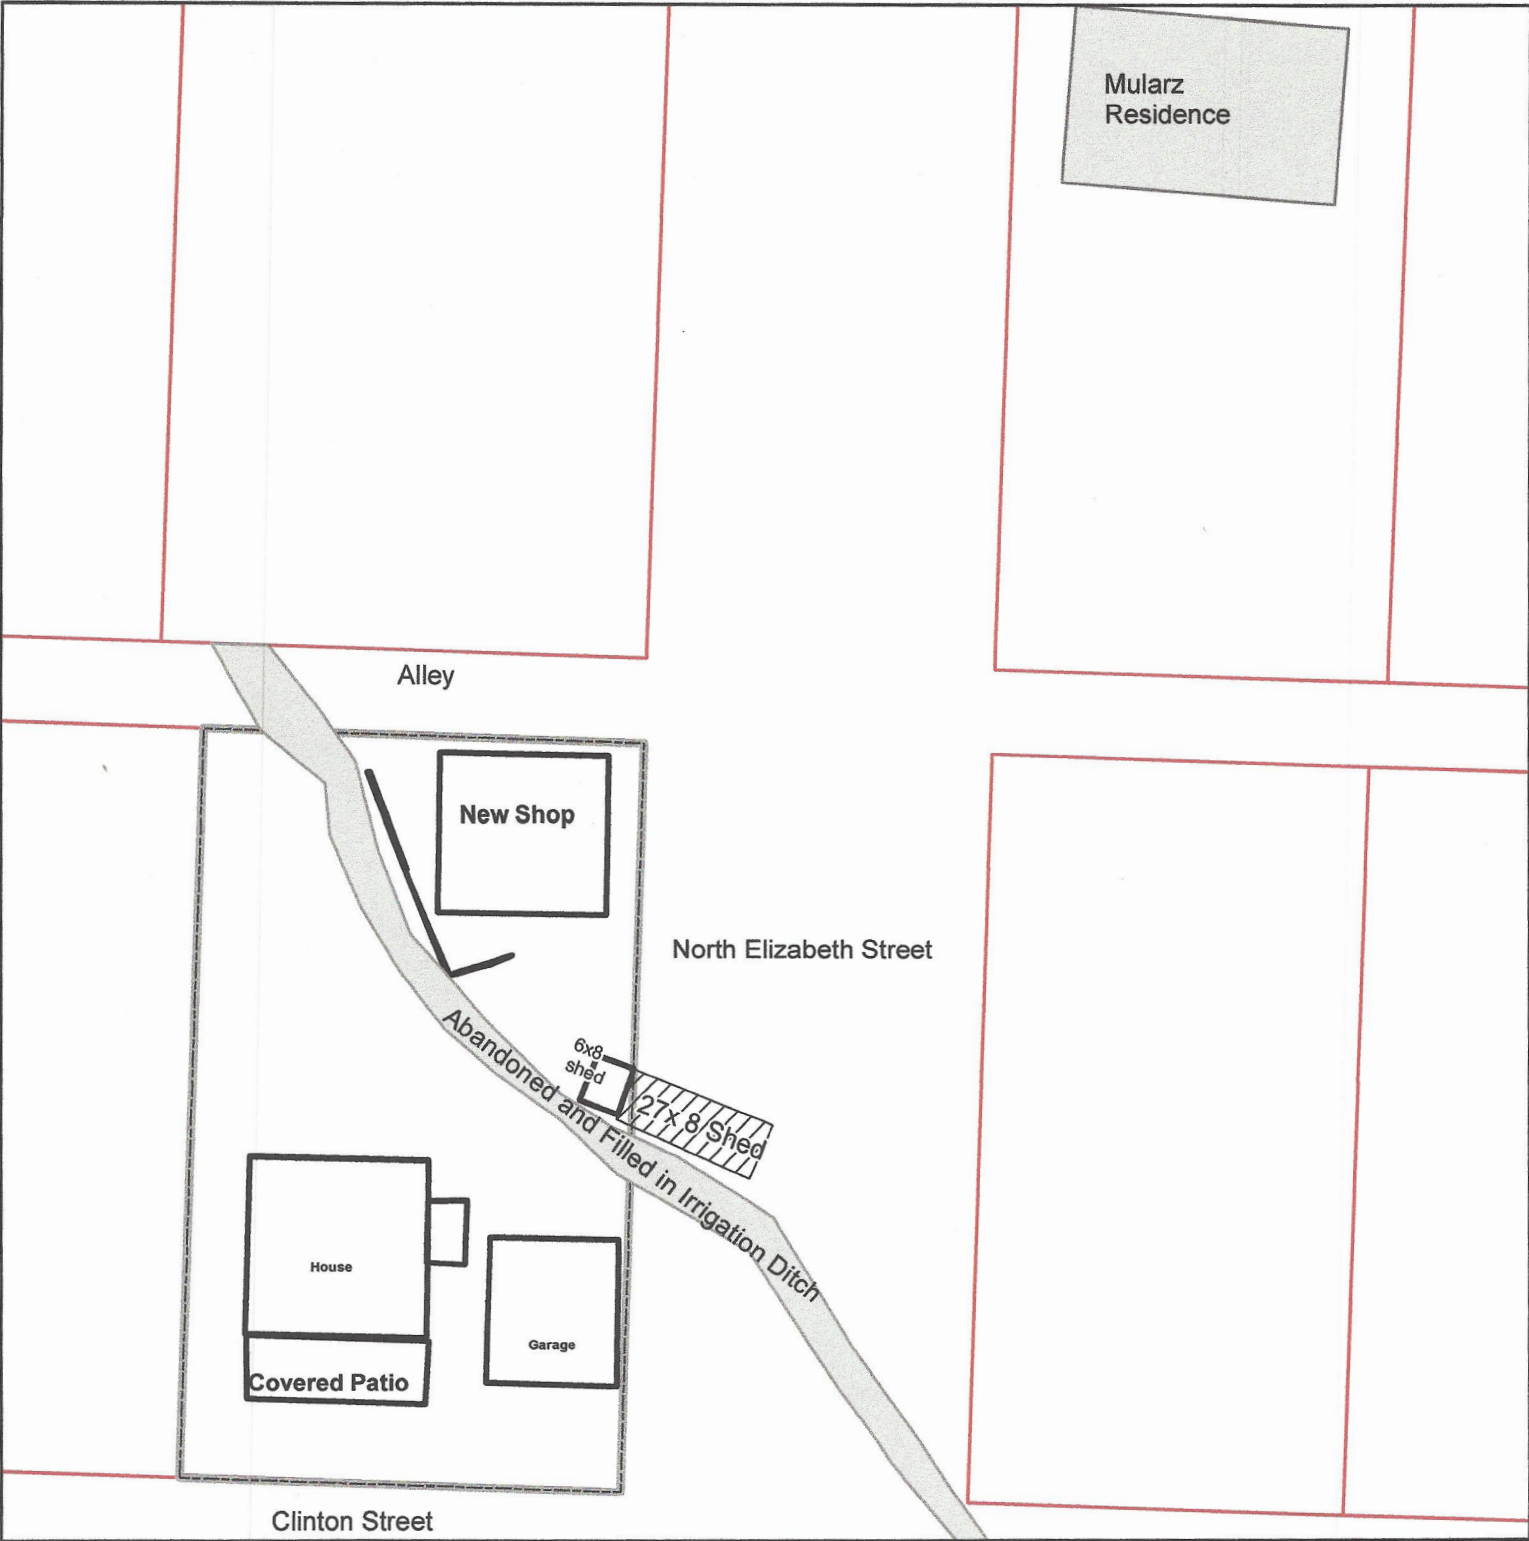 Mularz
Residence
Alley
New Shop
North Elizabeth Street
6x8
shed
27x 8 Shed
Abandoned and Filled in Irrigation Ditch
House
Garage
Covered Patio
Clinton Street